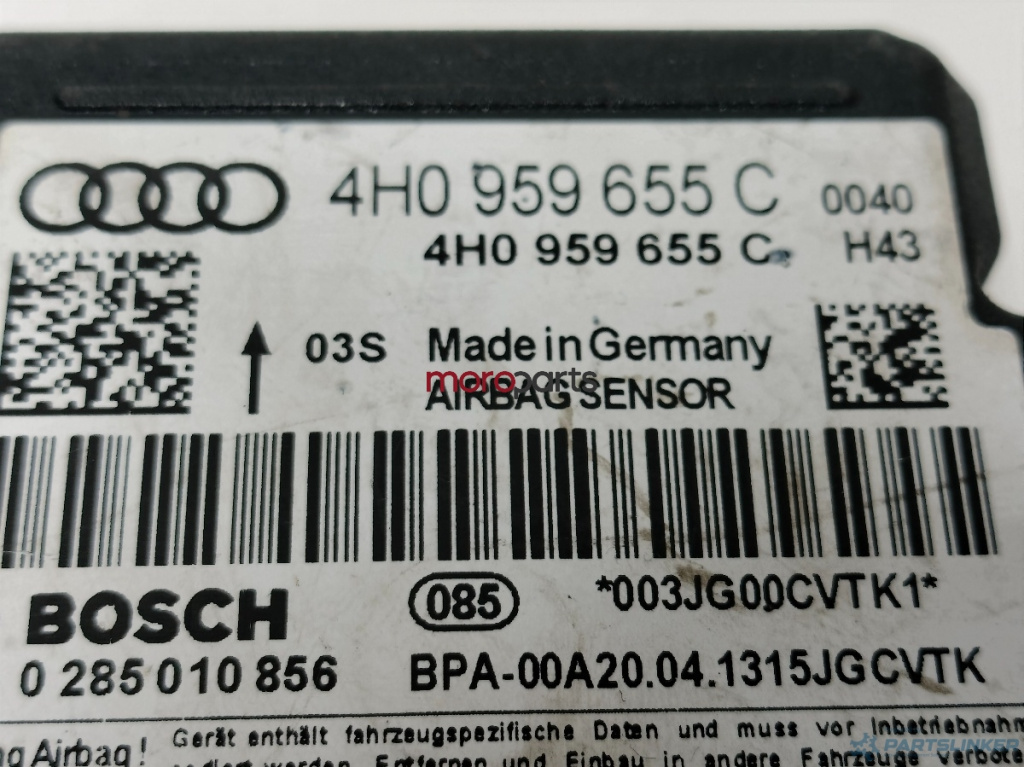 4H0 959 655 C 0040
4H0 959 655 C H43
03S Made in Germany
moroparts
AIRBAG SENSOR
BOSCH 085 *003JG00CVTK1*
0 285 010 856 BPA-00A20.04.1315JGCVTK
Airbag! Gerät enthält fahrzeugspezifische Daten und muss vor Inbetriebnahm
werden. Entfernen und Einbau in andere Fahrzeuge verbote
PARTSLINKER